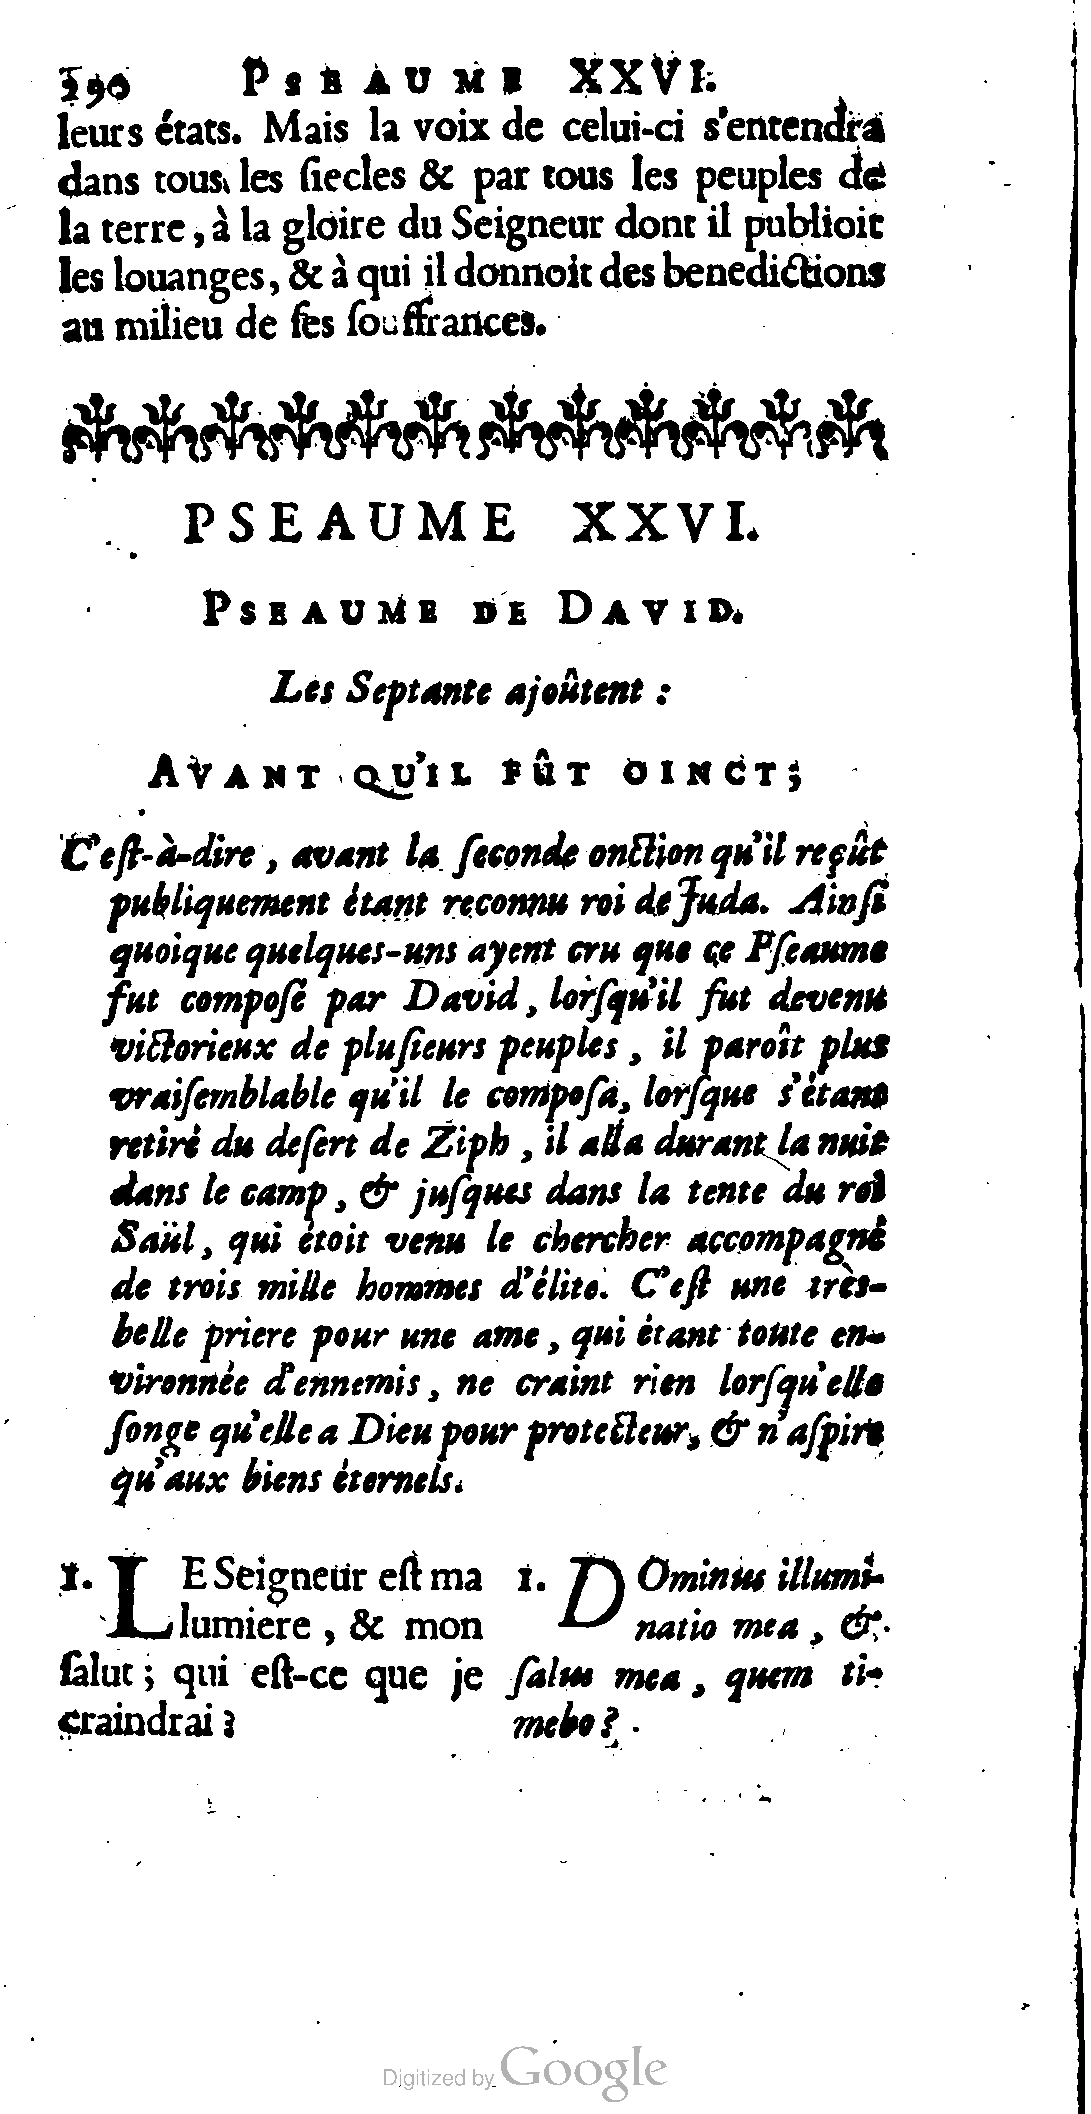 290 PSEAUME XXVI.
leurs états. Mais la voix de celui-ci s'entendra
dans tous les ſiecles & par tous les peuples de
la terre, à la gloire du Seigneur dont il publioit
les louanges, & à qui il donnoit des benedictions
au milieu de ſes ſouffrances.
PSEAUME XXVI.
PSEAUME DE DAVID.
Les Septante ajoûtent :
AVANT QU'IL FÛT OINCT;
C'eſt-à-dire, avant la ſeconde onction qu'il reçût
publiquement étant reconnu roi de Juda. Ainſi
quoique quelques-uns ayent cru que ce Pſeaume
fut compoſé par David, lorſqu'il fut devenu
victorieux de pluſieurs peuples, il paroît plus
vraiſemblable qu'il le compoſa, lorſque s'étant
retiré du deſert de Ziph, il alla durant la nuit
dans le camp, & juſques dans la tente du roi
Saül, qui étoit venu le chercher accompagné
de trois mille hommes d'élite. C'eſt une très-
belle priere pour une ame, qui étant toute en-
vironnée d'ennemis, ne craint rien lorſqu'elle
ſonge qu'elle a Dieu pour protecteur, & n'aſpire
qu'aux biens éternels.
1. LE Seigneur eſt ma
lumiere, & mon
ſalut; qui eſt-ce que je
craindrai?
1. DOminus illumi-
natio mea, &
ſalus mea, quem ti-
mebo?
Digitized by Google